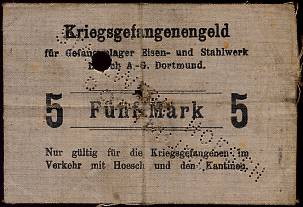 Kriegsgefangenengeld
für Gefangenenlager Eisen- und Stahlwerk
Hoesch A.-G. Dortmund.
5 Fünf Mark 5
Nur gültig für die Kriegsgefangenen im
Verkehr mit Hoesch und den Kantinen.